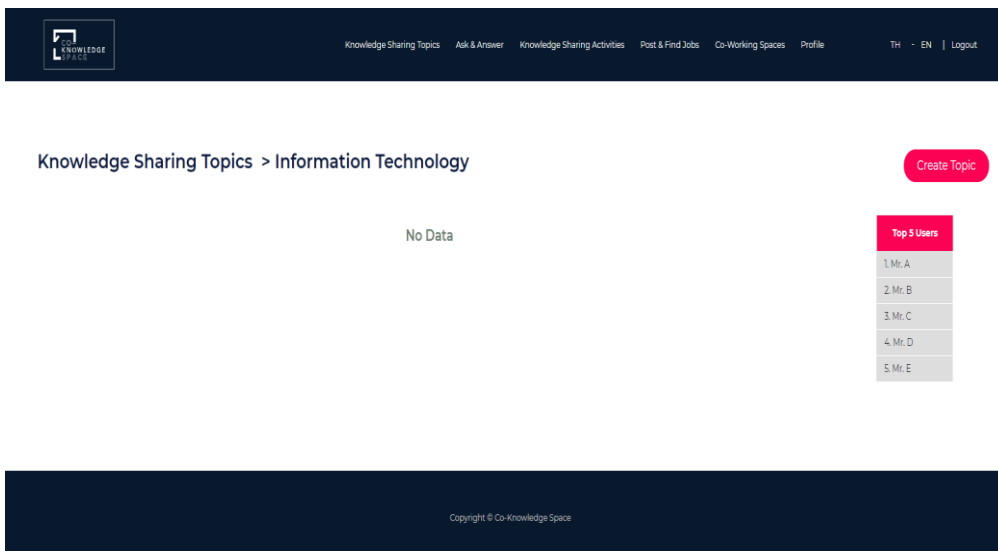 CO-
KNOWLEDGE
SPACE
Knowledge Sharing Topics Ask & Answer Knowledge Sharing Activities Post & Find Jobs Co-Working Spaces Profile TH - EN | Logout
Knowledge Sharing Topics > Information Technology
Create Topic
No Data
Top 5 Users
1. Mr. A
2. Mr. B
3. Mr. C
4. Mr. D
5. Mr. E
Copyright © Co-Knowledge Space